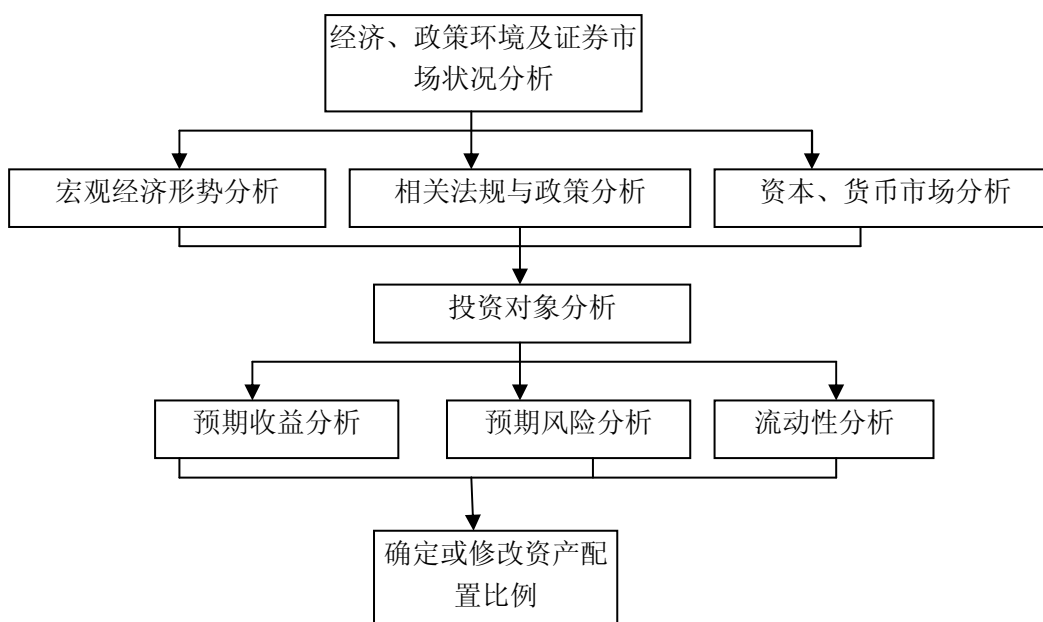 经济、政策环境及证券市
场状况分析
宏观经济形势分析
相关法规与政策分析
资本、货币市场分析
投资对象分析
预期收益分析
预期风险分析
流动性分析
确定或修改资产配
置比例